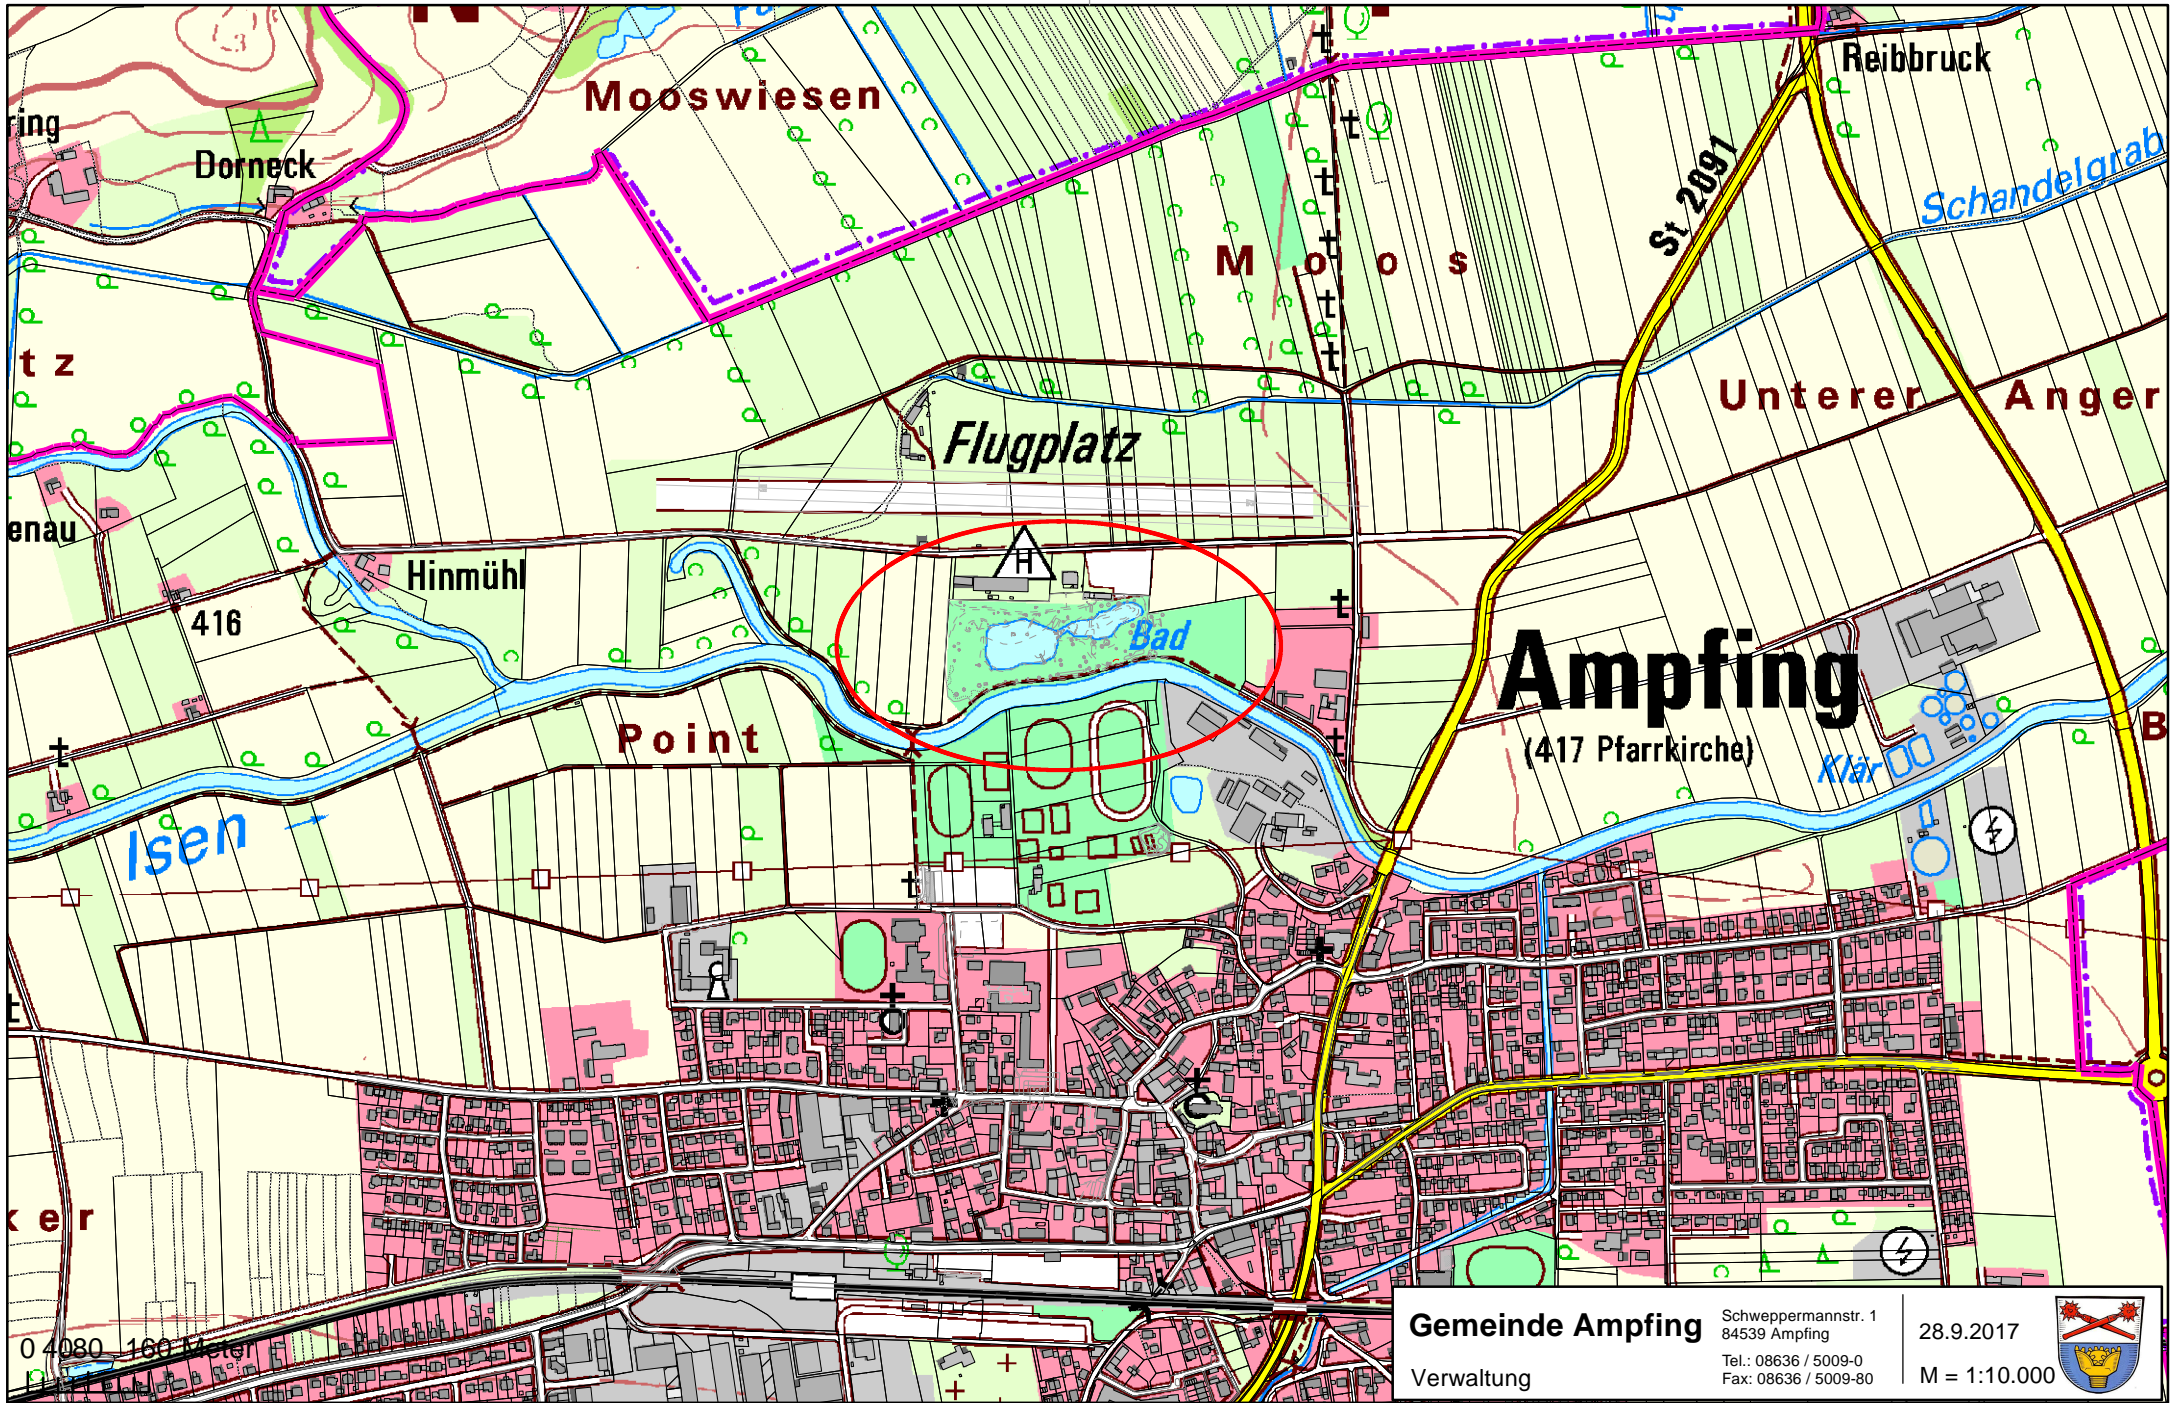 Mooswiesen
Reibbruck
ring
Dorneck
St 2091
Schandelgrab
M o o s
t z
Unterer Anger
Flugplatz
enau
H
Hinmühl
416
Bad
Ampfing
(417 Pfarrkirche)
Point
B
Klär
Isen
ker
0 4080 160 Meter
Gemeinde Ampfing
Verwaltung
Schweppermannstr. 1
84539 Ampfing
Tel.: 08636 / 5009-0
Fax: 08636 / 5009-80
28.9.2017
M = 1:10.000